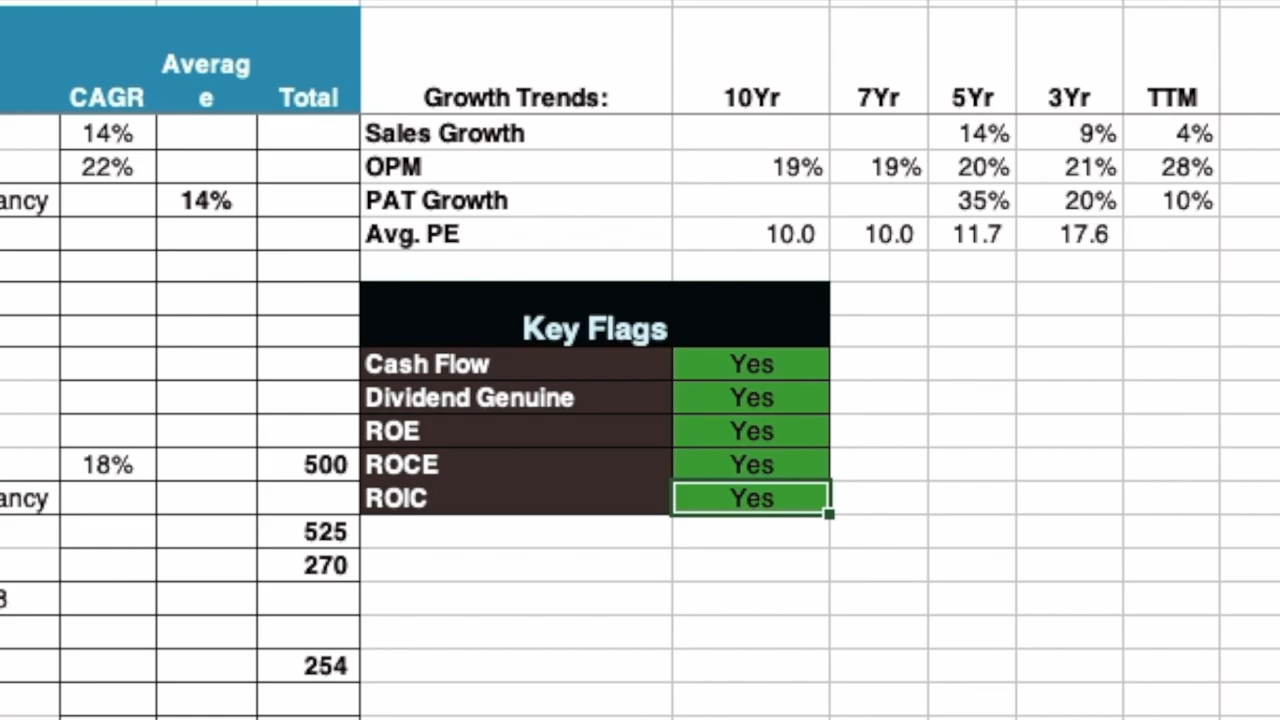 CAGR Averag e Total Growth Trends: 10Yr 7Yr 5Yr 3Yr TTM
14% Sales Growth 14% 9% 4%
22% OPM 19% 19% 20% 21% 28%
ancy 14% PAT Growth 35% 20% 10%
Avg. PE 10.0 10.0 11.7 17.6
Key Flags
Cash Flow Yes
Dividend Genuine Yes
ROE Yes
18% 500 ROCE Yes
ancy ROIC Yes
525
270
254